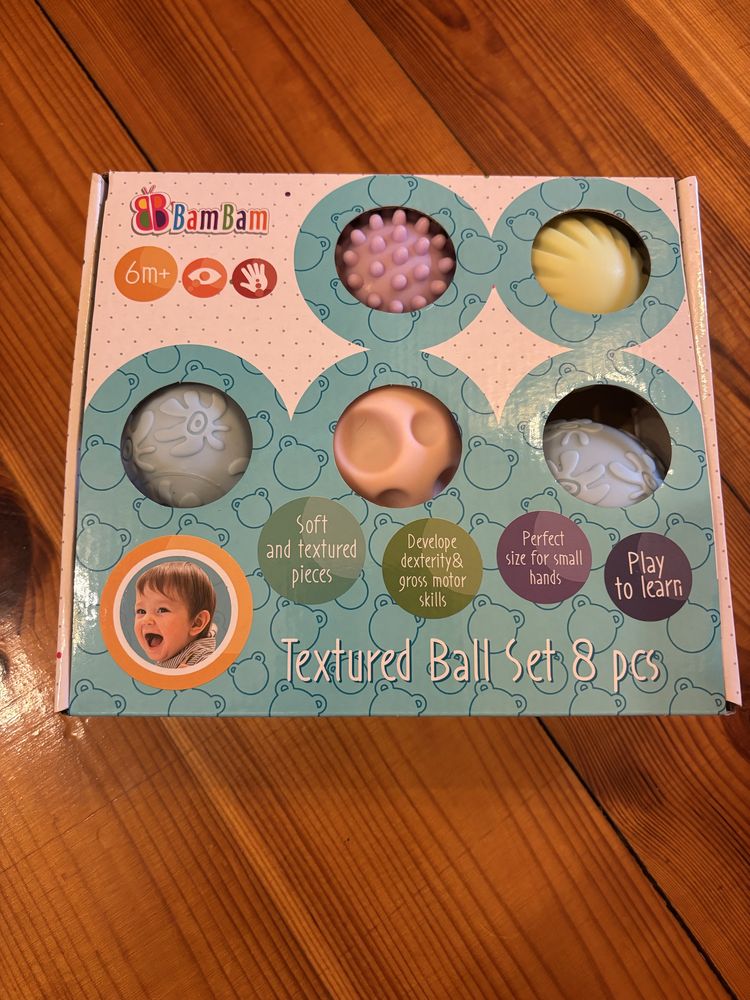 BamBam
6m+
Soft
and textured
pieces
Develope
dexterity&
gross motor
skills
Perfect
size for small
hands
Play
to learn
Textured Ball Set 8 pcs